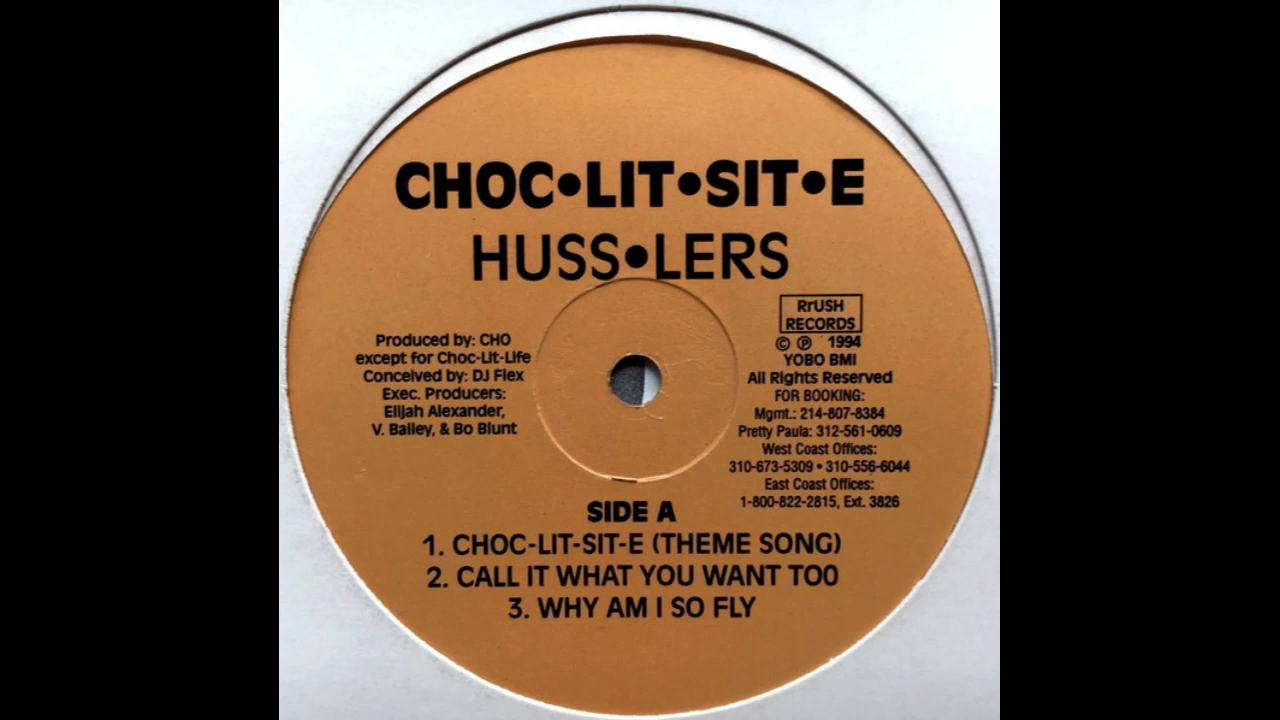 CHOC•LIT•SIT•E
HUSS•LERS
Produced by: CHO
except for Choc-Lit-Life
Conceived by: DJ Flex
Exec. Producers:
Elijah Alexander,
V. Bailey, & Bo Blunt
RrUSH
RECORDS
© ℗ 1994
YOBO BMI
All Rights Reserved
FOR BOOKING:
Mgmt.: 214-807-8384
Pretty Paula: 312-561-0609
West Coast Offices:
310-673-5309 • 310-556-6044
East Coast Offices:
1-800-822-2815, Ext. 3826
SIDE A
1. CHOC-LIT-SIT-E (THEME SONG)
2. CALL IT WHAT YOU WANT TOO
3. WHY AM I SO FLY